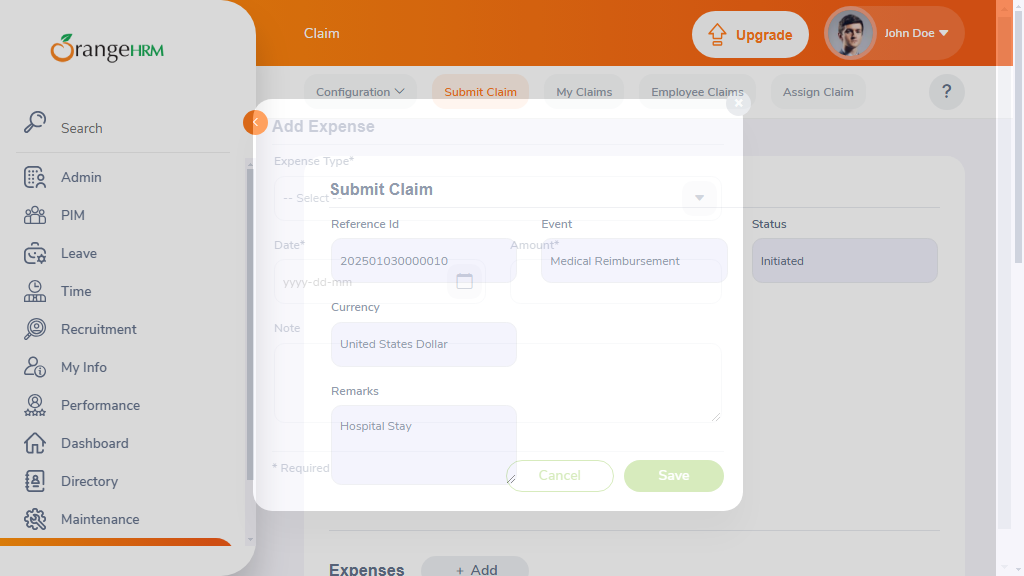 OrangeHRM
Claim
Upgrade
John Doe
Search
Admin
PIM
Leave
Time
Recruitment
My Info
Performance
Dashboard
Directory
Maintenance
Configuration
Submit Claim
My Claims
Employee Claims
Assign Claim
?
Add Expense
Expense Type*
-- Select --
Date*
Amount*
yyyy-dd-mm
Note
* Required
Cancel
Save
Submit Claim
Reference Id
Event
Status
202501030000010
Medical Reimbursement
Initiated
Currency
United States Dollar
Remarks
Hospital Stay
Expenses
+ Add